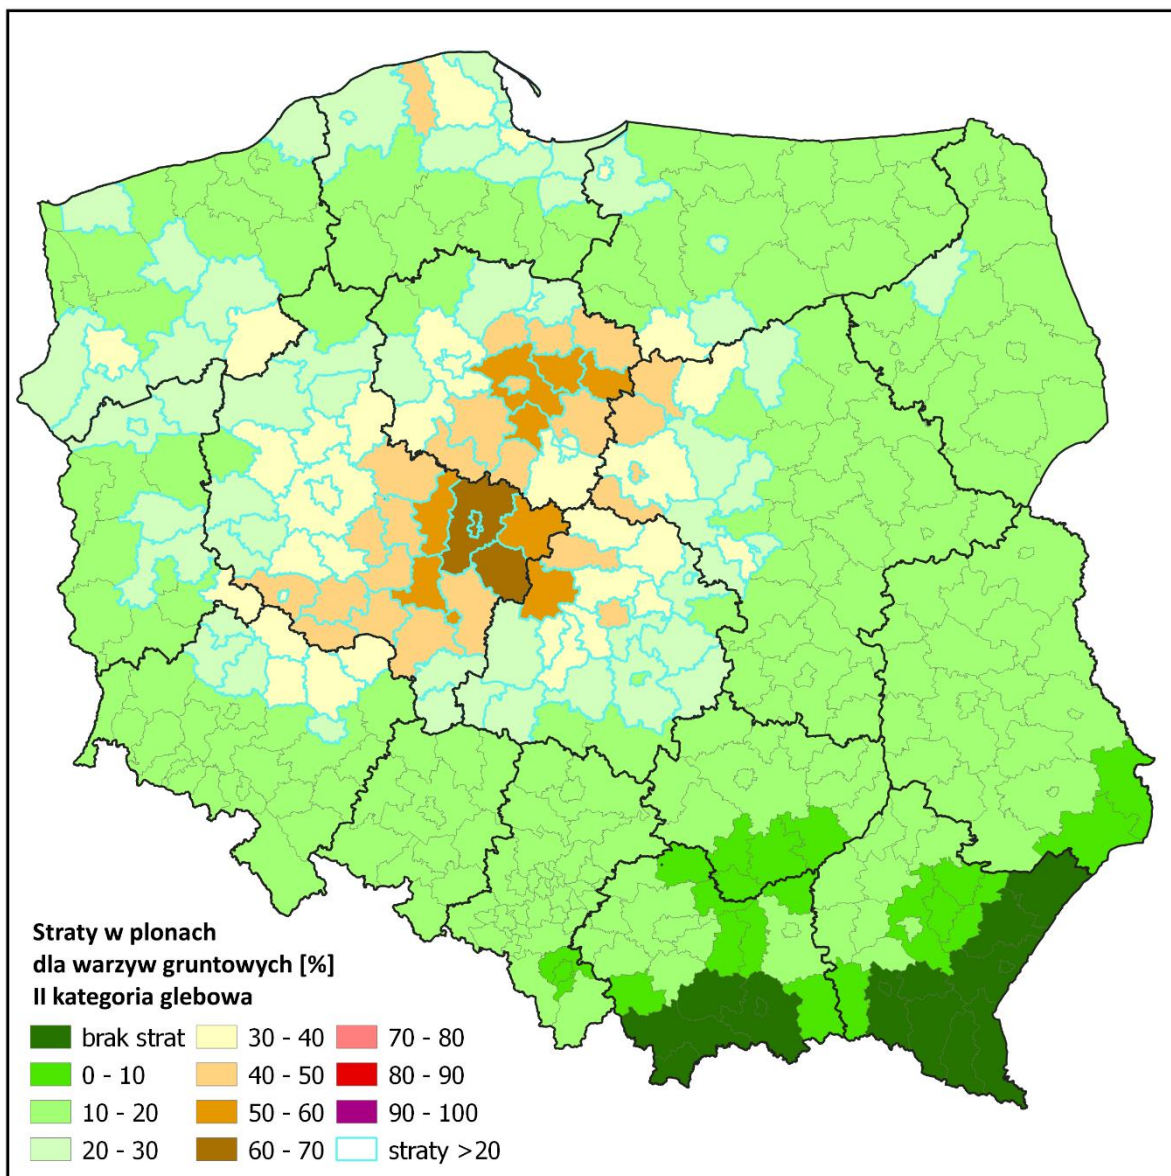 Straty w plonach
dla warzyw gruntowych [%]
II kategoria glebowa
brak strat
0 - 10
10 - 20
20 - 30
30 - 40
40 - 50
50 - 60
60 - 70
70 - 80
80 - 90
90 - 100
straty >20